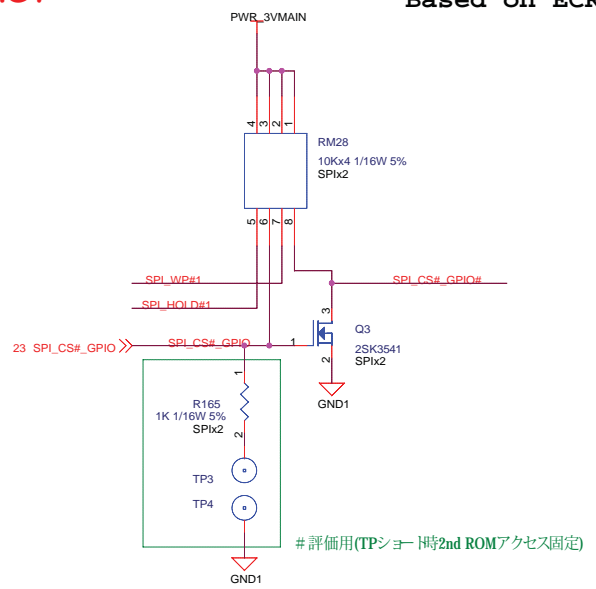 Based on ECR
PWR_3VMAIN
4 3 2 1
RM28
10Kx4 1/16W 5%
SPIx2
5 6 7 8
SPI_WP#1
SPI_CS#_GPIO#
SPI_HOLD#1
3
Q3
23 SPI_CS#_GPIO
SPI_CS#_GPIO
1
2SK3541
SPIx2
2
GND1
1
R165
1K 1/16W 5%
SPIx2
2
TP3
TP4
#評価用(TPショート時2nd ROMアクセス固定)
GND1